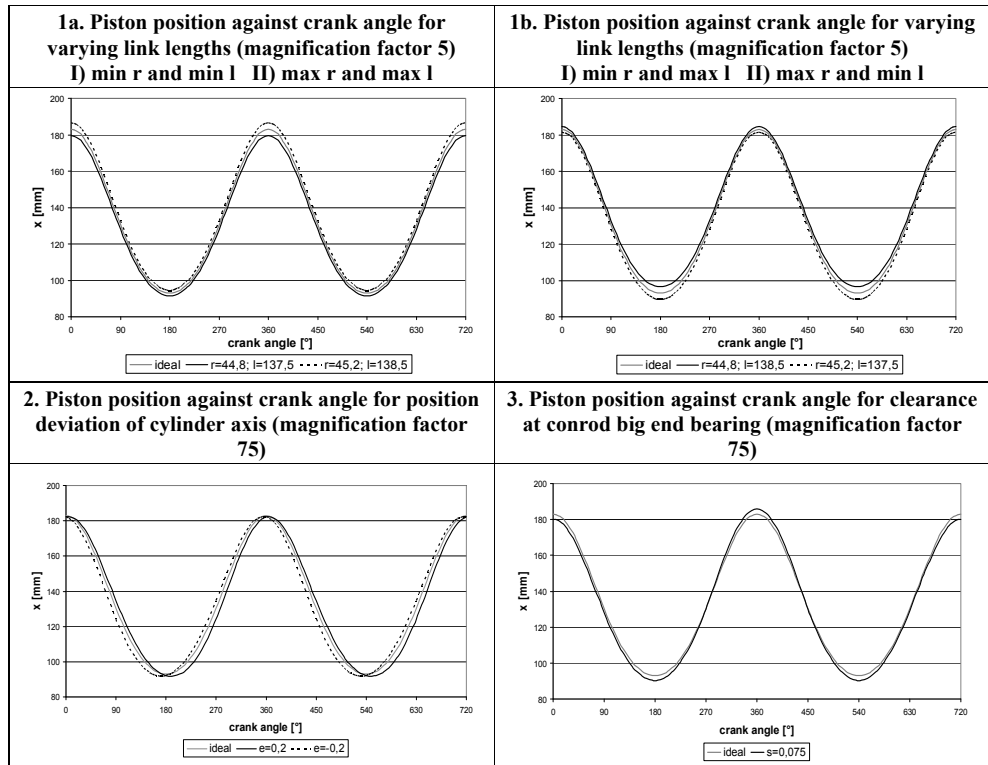 1a. Piston position against crank angle for
varying link lengths (magnification factor 5)
I) min r and min l II) max r and max l
200
180
160
140
120
100
80
x [mm]
0 90 180 270 360 450 540 630 720
crank angle [°]
ideal r=44,8; l=137,5 r=45,2; l=138,5
1b. Piston position against crank angle for varying
link lengths (magnification factor 5)
I) min r and max l II) max r and min l
200
180
160
140
120
100
80
x [mm]
0 90 180 270 360 450 540 630 720
crank angle [°]
ideal r=44,8; l=138,5 r=45,2; l=137,5
2. Piston position against crank angle for position
deviation of cylinder axis (magnification factor
75)
200
180
160
140
120
100
80
x [mm]
0 90 180 270 360 450 540 630 720
crank angle [°]
ideal e=0,2 e=-0,2
3. Piston position against crank angle for clearance
at conrod big end bearing (magnification factor
75)
200
180
160
140
120
100
80
x [mm]
0 90 180 270 360 450 540 630 720
crank angle [°]
ideal s=0,075